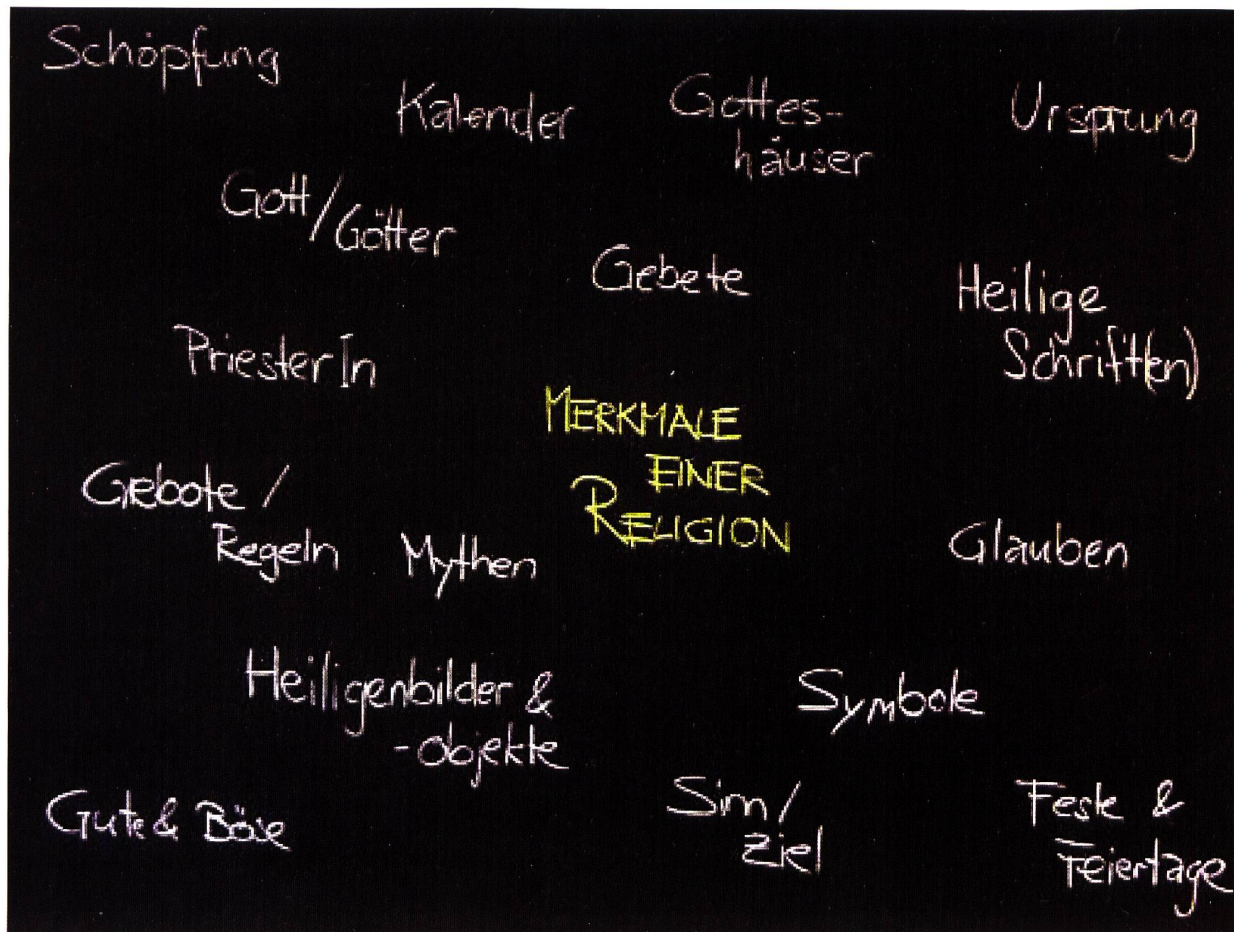 Schöpfung
Kalender
Gottes-
häuser
Ursprung
Gott/
Götter
Gebete
Heilige
Schrift(en)
PriesterIn
MERKMALE
EINER
RELIGION
Gebote /
Regeln
Mythen
Glauben
Heiligenbilder &
-objekte
Symbole
Gute & Böse
Sinn/
Ziel
Feste &
Feiertage